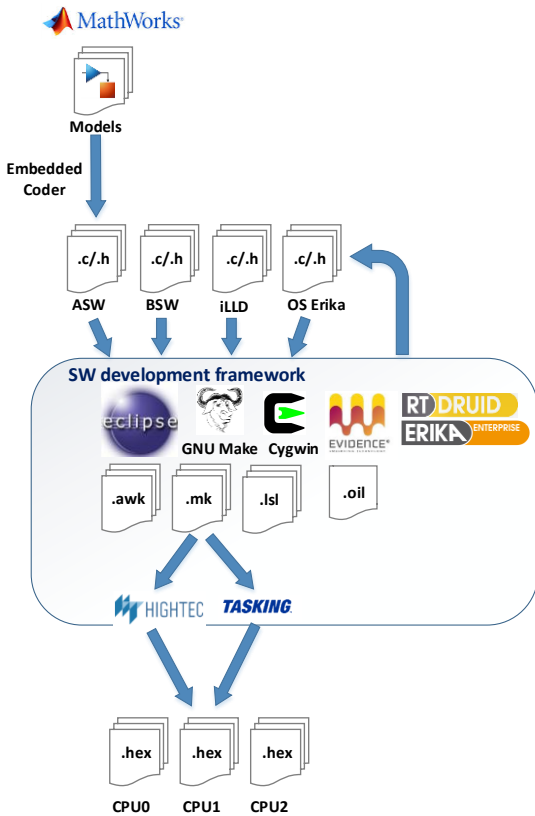 MathWorks®
Models
Embedded
Coder
.c/.h
.c/.h
.c/.h
.c/.h
ASW
BSW
iLLD
OS Erika
SW development framework
eclipse
GNU Make
Cygwin
EVIDENCE®
RT DRUID
ERIKA ENTERPRISE
.awk
.mk
.lsl
.oil
HIGHTEC
TASKING
.hex
.hex
.hex
CPU0
CPU1
CPU2